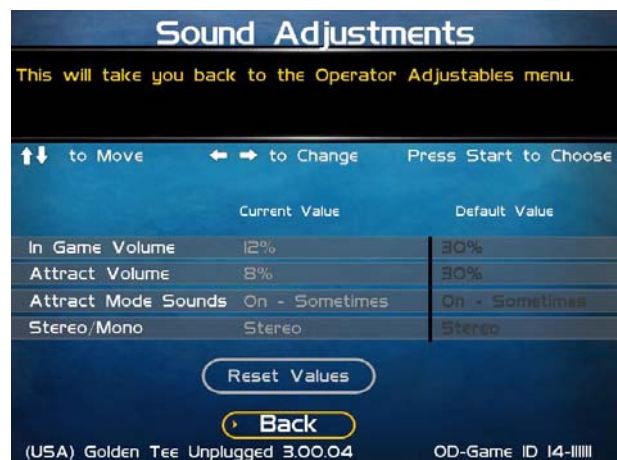 Sound Adjustments
This will take you back to the Operator Adjustables menu.
to Move to Change Press Start to Choose
Current Value Default Value
In Game Volume 12% 30%
Attract Volume 8% 30%
Attract Mode Sounds On - Sometimes On - Sometimes
Stereo/Mono Stereo Stereo
Reset Values
Back
(USA) Golden Tee Unplugged 3.00.04 OD-Game ID 14-111111